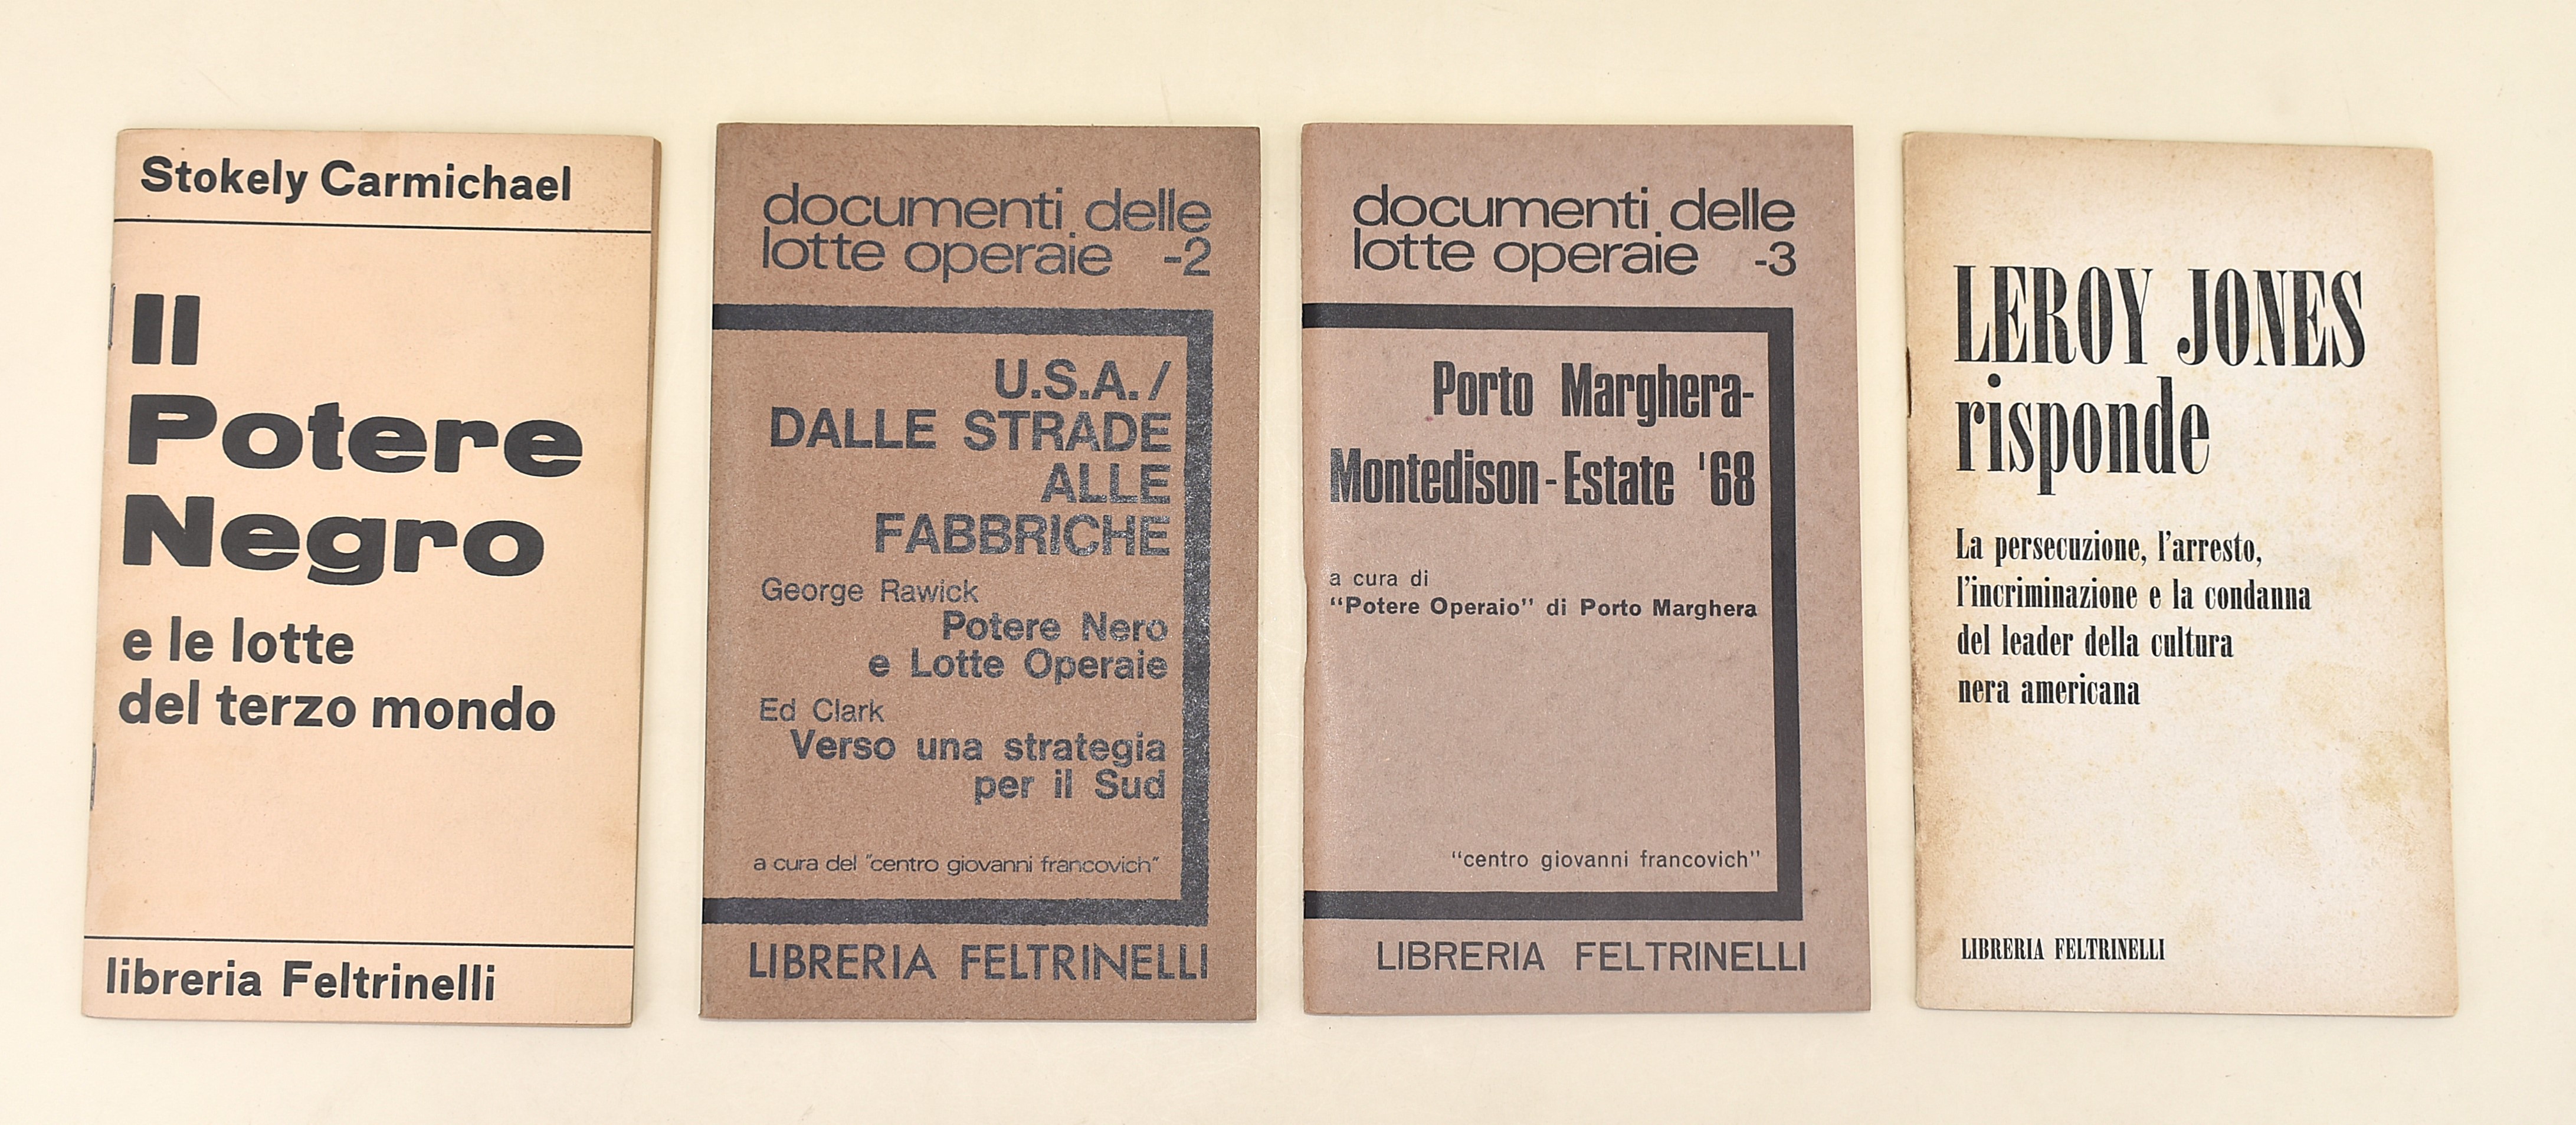 Stokely Carmichael
Il
Potere
Negro
e le lotte
del terzo mondo
libreria Feltrinelli
documenti delle
lotte operaie -2
U.S.A./
DALLE STRADE
ALLE
FABBRICHE
George Rawick
Potere Nero
e Lotte Operaie
Ed Clark
Verso una strategia
per il Sud
a cura del "centro giovanni francovich"
LIBRERIA FELTRINELLI
documenti delle
lotte operaie -3
Porto Marghera-
Montedison-Estate '68
a cura di
"Potere Operaio" di Porto Marghera
"centro giovanni francovich"
LIBRERIA FELTRINELLI
LEROY JONES
risponde
La persecuzione, l'arresto,
l'incriminazione e la condanna
del leader della cultura
nera americana
LIBRERIA FELTRINELLI